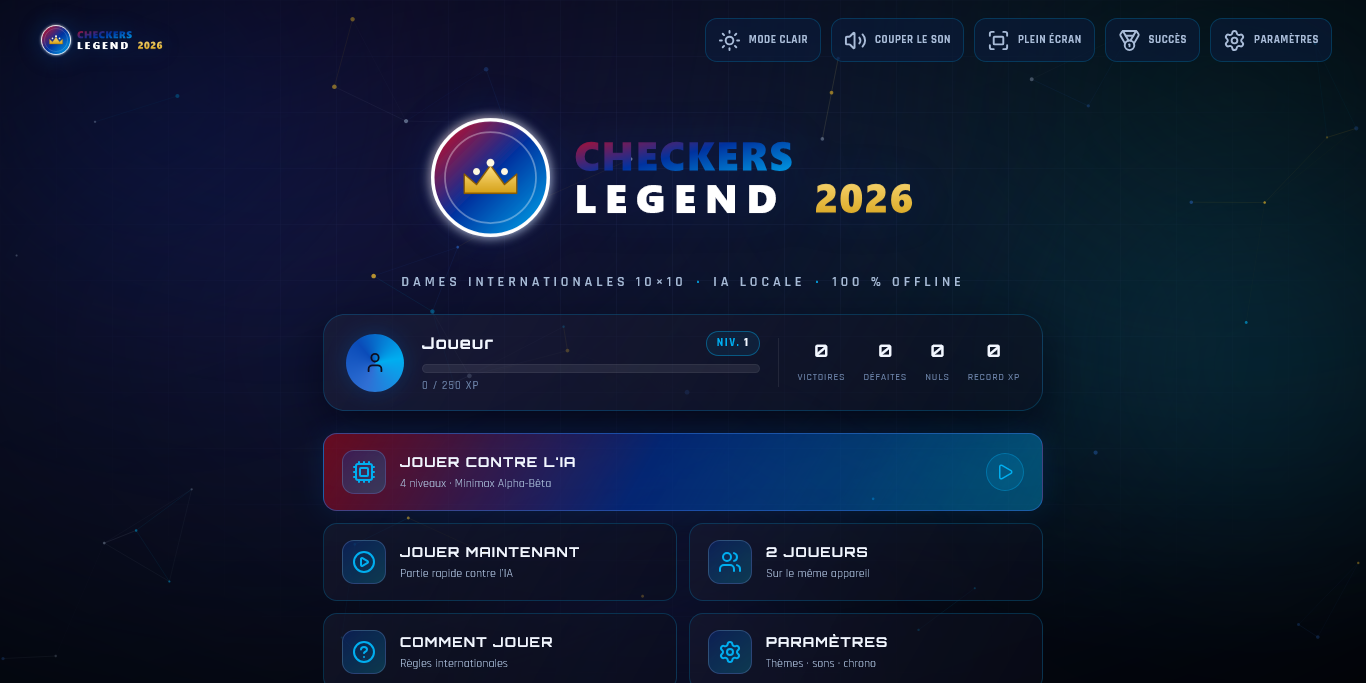 CHECKERS
LEGEND 2026
MODE CLAIR
COUPER LE SON
PLEIN ÉCRAN
SUCCÈS
PARAMÈTRES
CHECKERS
LEGEND 2026
DAMES INTERNATIONALES 10×10 · IA LOCALE · 100 % OFFLINE
Joueur
NIV. 1
0 / 250 XP
0 0 0 0
VICTOIRES DÉFAITES NULS RECORD XP
JOUER CONTRE L'IA
4 niveaux · Minimax Alpha-Bêta
JOUER MAINTENANT
Partie rapide contre l'IA
2 JOUEURS
Sur le même appareil
COMMENT JOUER
Règles internationales
PARAMÈTRES
Thèmes · sons · chrono